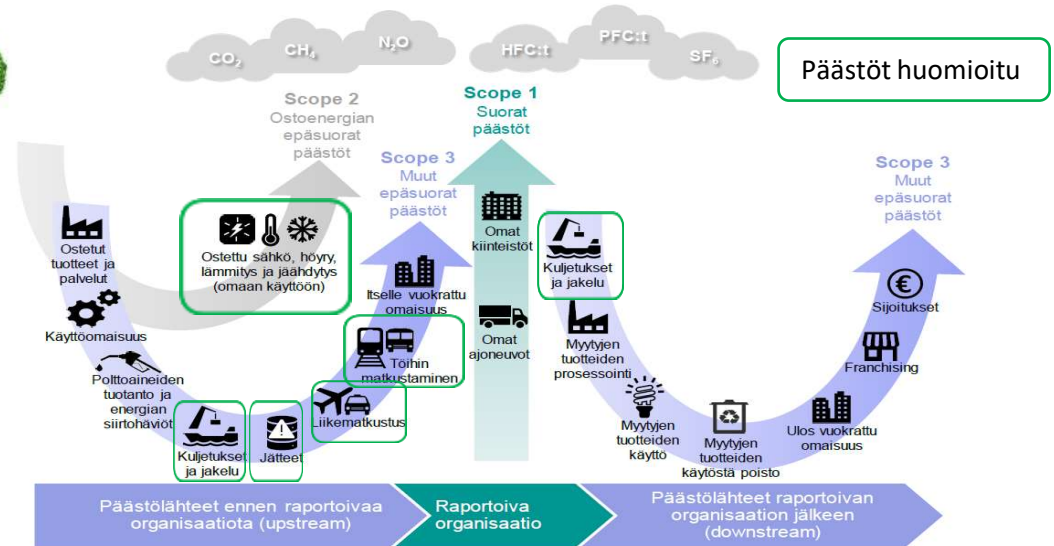 CO₂
CH₄
N₂O
HFC:t
PFC:t
SF₆
Päästöt huomioitu
Scope 2
Ostoenergian
epäsuorat
päästöt
Scope 1
Suorat
päästöt
Scope 3
Muut
epäsuorat
päästöt
Scope 3
Muut
epäsuorat
päästöt
Ostetut
tuotteet ja
palvelut
Käyttöomaisuus
Polttoaineiden
tuotanto ja
energian
siirtohäviöt
Kuljetukset
ja jakelu
Jätteet
Liikematkustus
Töihin
matkustaminen
Itselle vuokrattu
omaisuus
Ostettu sähkö, höyry,
lämmitys ja jäähdytys
(omaan käyttöön)
Omat
kiinteistöt
Omat
ajoneuvot
Kuljetukset
ja jakelu
Myytyjen
tuotteiden
prosessointi
Myytyjen
tuotteiden
käyttö
Myytyjen
tuotteiden
käytöstä poisto
Ulos vuokrattu
omaisuus
Franchising
Sijoitukset
Päästölähteet ennen raportoivaa
organisaatiota (upstream)
Raportoiva
organisaatio
Päästölähteet raportoivan
organisaation jälkeen
(downstream)